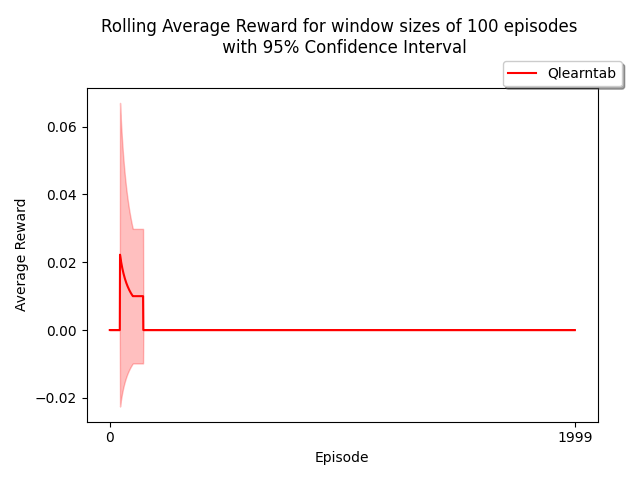 Rolling Average Reward for window sizes of 100 episodes
with 95% Confidence Interval
Qlearntab
0.06
0.04
0.02
0.00
−0.02
Average Reward
0
1999
Episode